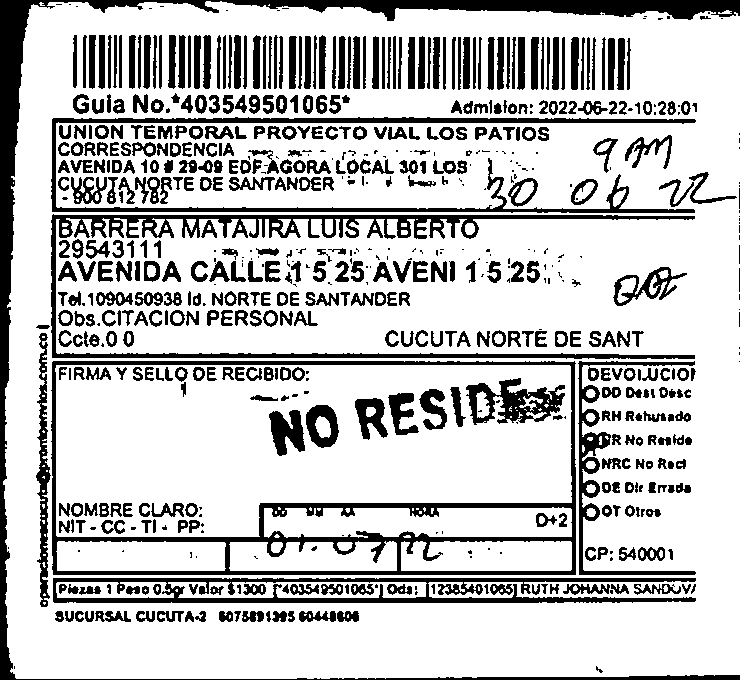 Guia No.*403549501065*
Admision: 2022-06-22-10:28:01
UNION TEMPORAL PROYECTO VIAL LOS PATIOS
CORRESPONDENCIA
AVENIDA 10 # 29-09 EDF AGORA LOCAL 301 LOS
CUCUTA NORTE DE SANTANDER
- 900 812 782
9 AM
30 06 22
BARRERA MATAJIRA LUIS ALBERTO
29543111
AVENIDA CALLE 1 5 25 AVENI 1 5 25
Tel.1090450938 Id. NORTE DE SANTANDER
Obs.CITACION PERSONAL
Ccte.0 0
CUCUTA NORTE DE SANT
operacionescucuta@prontoenvios.com.co
FIRMA Y SELLO DE RECIBIDO:
NO RESIDE
DEVOLUCION
DD Dest Desc
RH Rehusado
NR No Reside
NRC No Recl
DE Dir Errada
OT Otros
NOMBRE CLARO:
NIT - CC - TI - PP:
DD MM AA HORA
D+2
01. 07 22
CP: 540001
Piezas 1 Peso 0.5gr Valor $1300 [*403549501065*] Ods: [12385401065] RUTH JOHANNA SANDOVA
SUCURSAL CUCUTA-2 6075891395 60448606